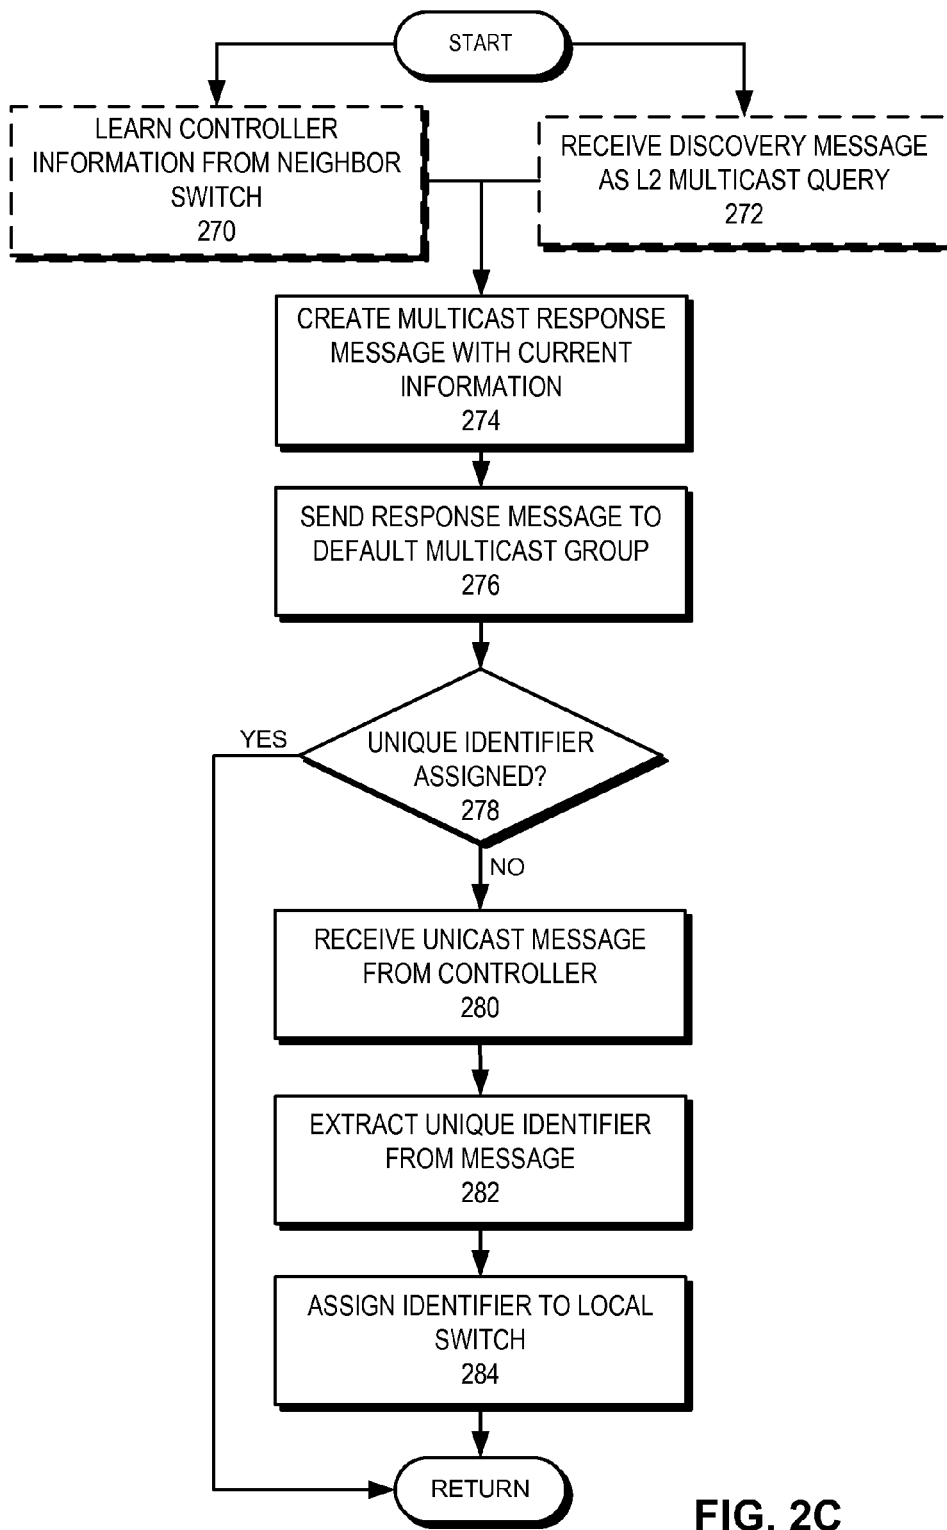 START
LEARN CONTROLLER
INFORMATION FROM NEIGHBOR
SWITCH
270
RECEIVE DISCOVERY MESSAGE
AS L2 MULTICAST QUERY
272
CREATE MULTICAST RESPONSE
MESSAGE WITH CURRENT
INFORMATION
274
SEND RESPONSE MESSAGE TO
DEFAULT MULTICAST GROUP
276
YES
UNIQUE IDENTIFIER
ASSIGNED?
278
NO
RECEIVE UNICAST MESSAGE
FROM CONTROLLER
280
EXTRACT UNIQUE IDENTIFIER
FROM MESSAGE
282
ASSIGN IDENTIFIER TO LOCAL
SWITCH
284
RETURN
FIG. 2C